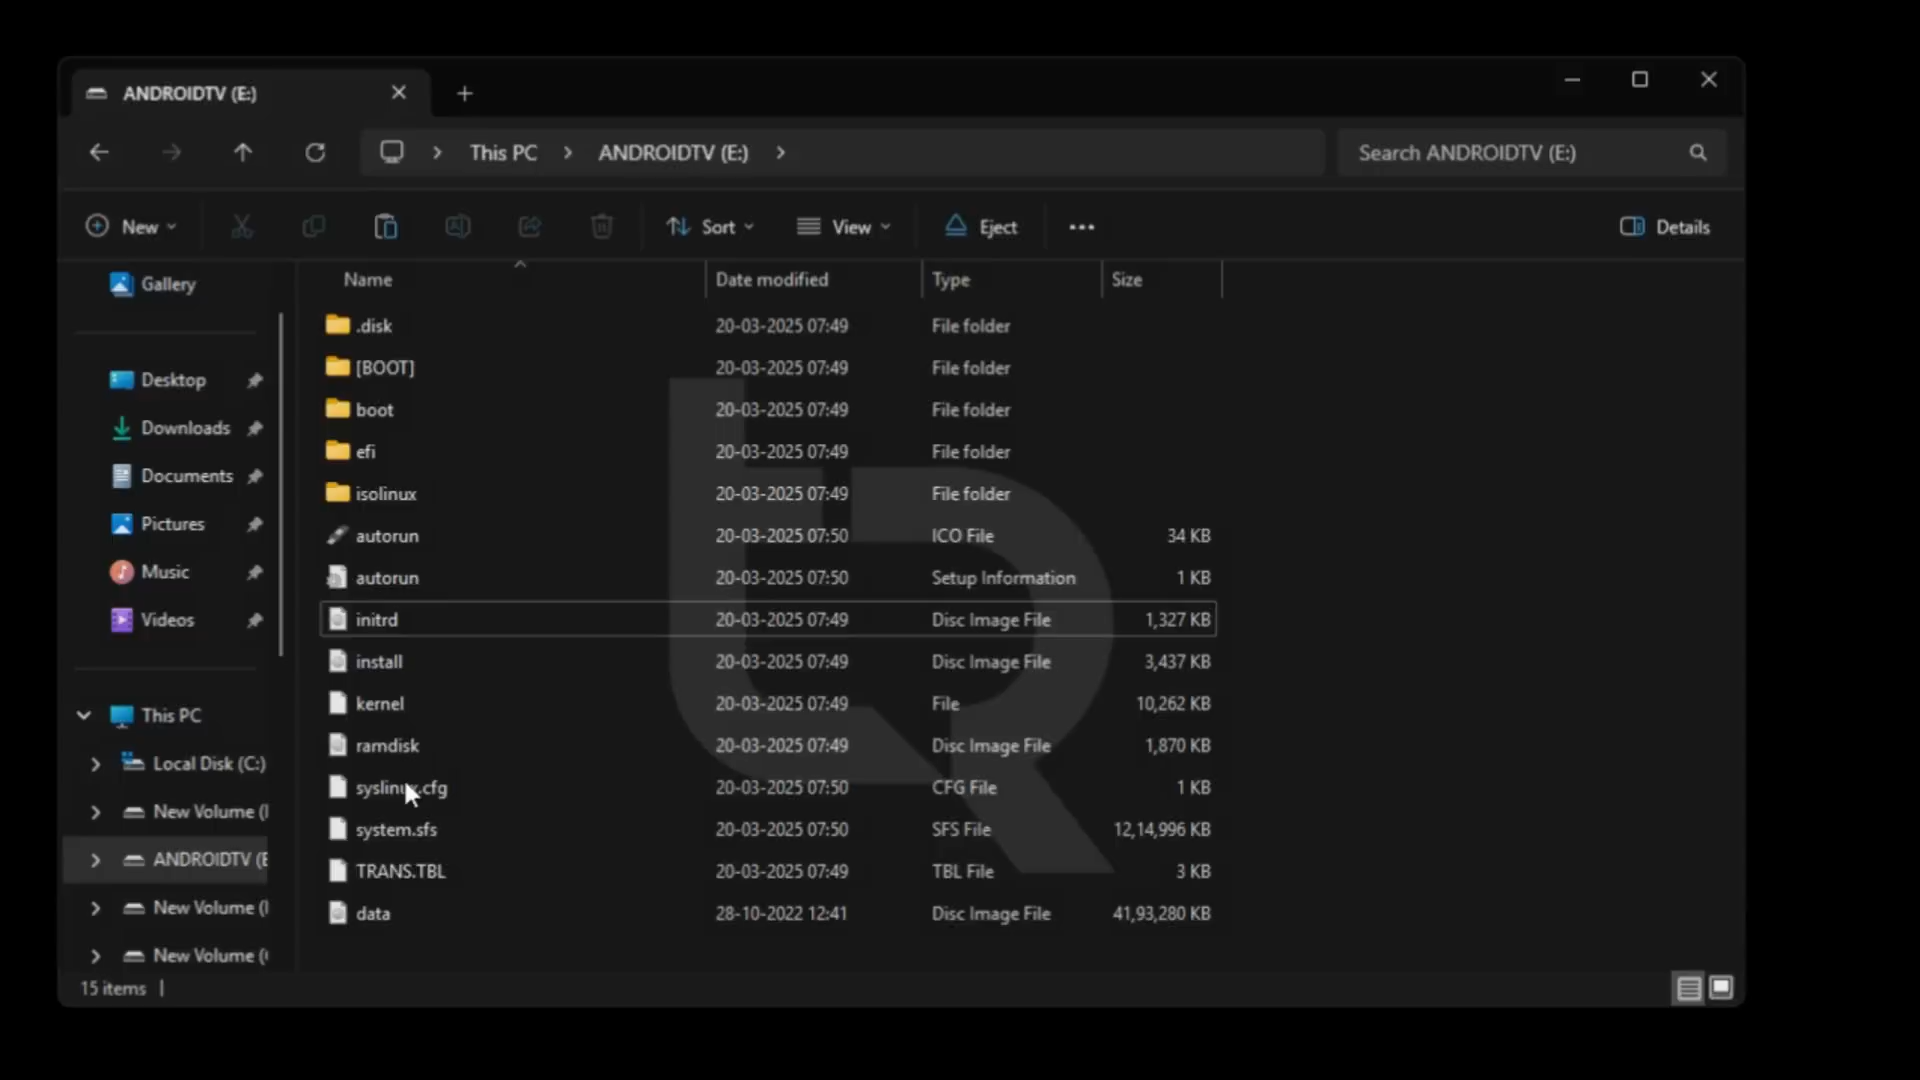 ANDROIDTV (E:)
This PC > ANDROIDTV (E:) >
Search ANDROIDTV (E:)
New
Sort
View
Eject
Details
Gallery
Desktop
Downloads
Documents
Pictures
Music
Videos
This PC
Local Disk (C:)
New Volume (
ANDROIDTV (E
New Volume (
New Volume (
Name Date modified Type Size
.disk 20-03-2025 07:49 File folder
[BOOT] 20-03-2025 07:49 File folder
boot 20-03-2025 07:49 File folder
efi 20-03-2025 07:49 File folder
isolinux 20-03-2025 07:49 File folder
autorun 20-03-2025 07:50 ICO File 34 KB
autorun 20-03-2025 07:50 Setup Information 1 KB
initrd 20-03-2025 07:49 Disc Image File 1,327 KB
install 20-03-2025 07:49 Disc Image File 3,437 KB
kernel 20-03-2025 07:49 File 10,262 KB
ramdisk 20-03-2025 07:49 Disc Image File 1,870 KB
syslinux.cfg 20-03-2025 07:50 CFG File 1 KB
system.sfs 20-03-2025 07:50 SFS File 12,14,996 KB
TRANS.TBL 20-03-2025 07:49 TBL File 3 KB
data 28-10-2022 12:41 Disc Image File 41,93,280 KB
15 items